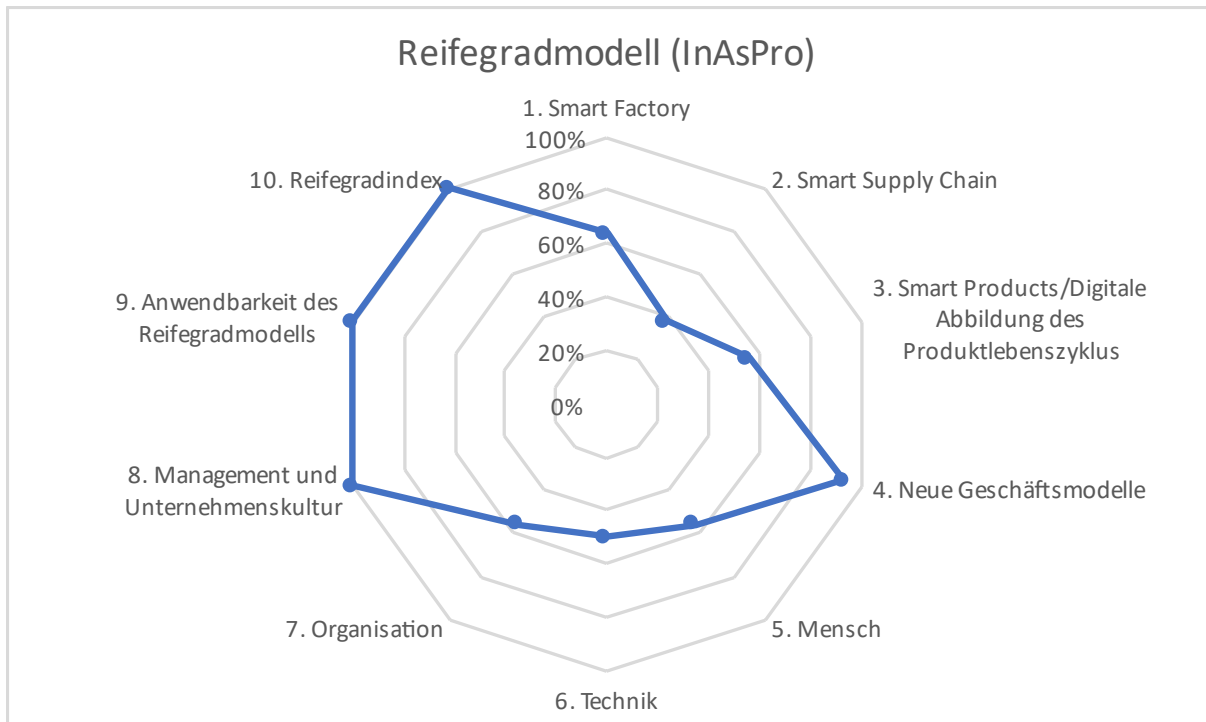 Reifegradmodell (InAsPro)
1. Smart Factory
100%
80%
60%
40%
20%
0%
2. Smart Supply Chain
3. Smart Products/Digitale
Abbildung des
Produktlebenszyklus
4. Neue Geschäftsmodelle
5. Mensch
6. Technik
7. Organisation
8. Management und
Unternehmenskultur
9. Anwendbarkeit des
Reifegradmodells
10. Reifegradindex